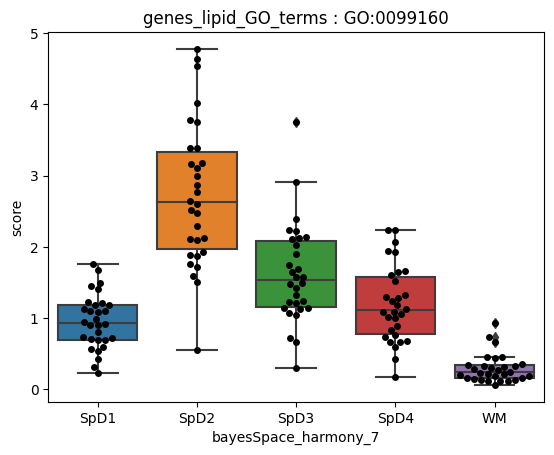 genes_lipid_GO_terms : GO:0099160
score
5
4
3
2
1
0
SpD1 SpD2 SpD3 SpD4 WM
bayesSpace_harmony_7